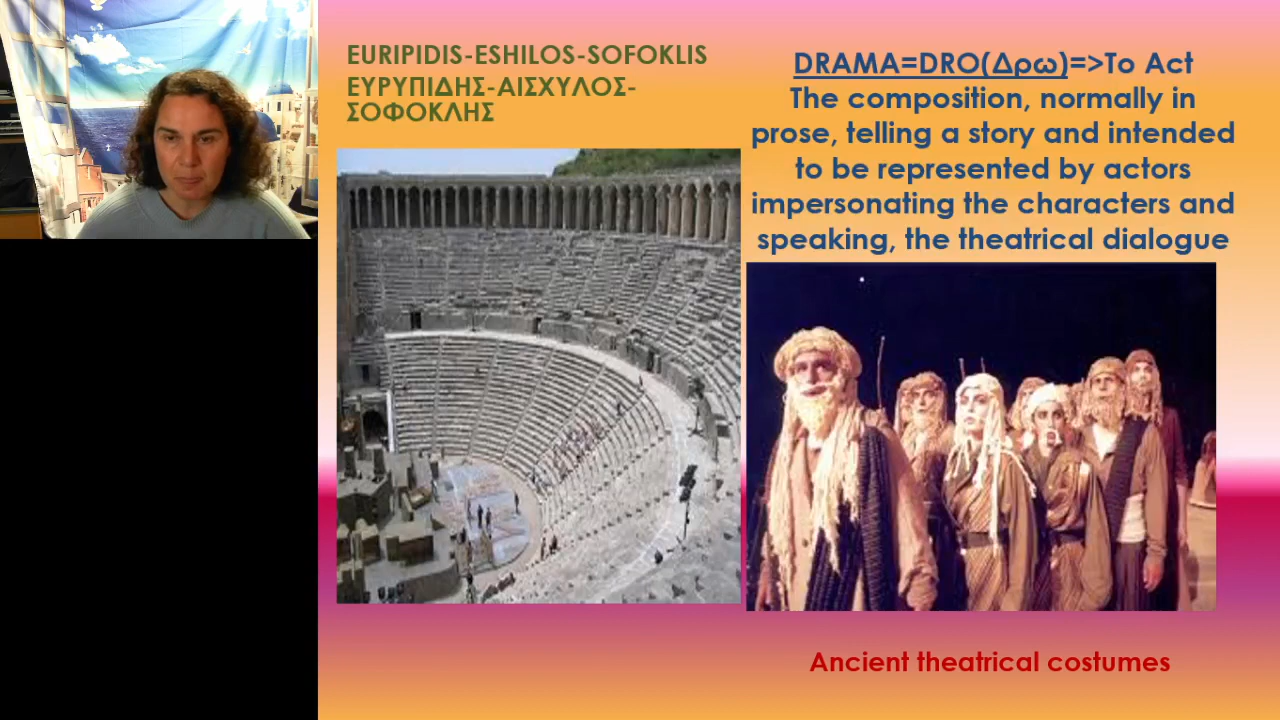 EURIPIDIS-ESHILOS-SOFOKLIS
ΕΥΡΥΠΙΔΗΣ-ΑΙΣΧΥΛΟΣ-
ΣΟΦΟΚΛΗΣ
DRAMA=DRO(Δρω)=>To Act
The composition, normally in
prose, telling a story and intended
to be represented by actors
impersonating the characters and
speaking, the theatrical dialogue
Ancient theatrical costumes